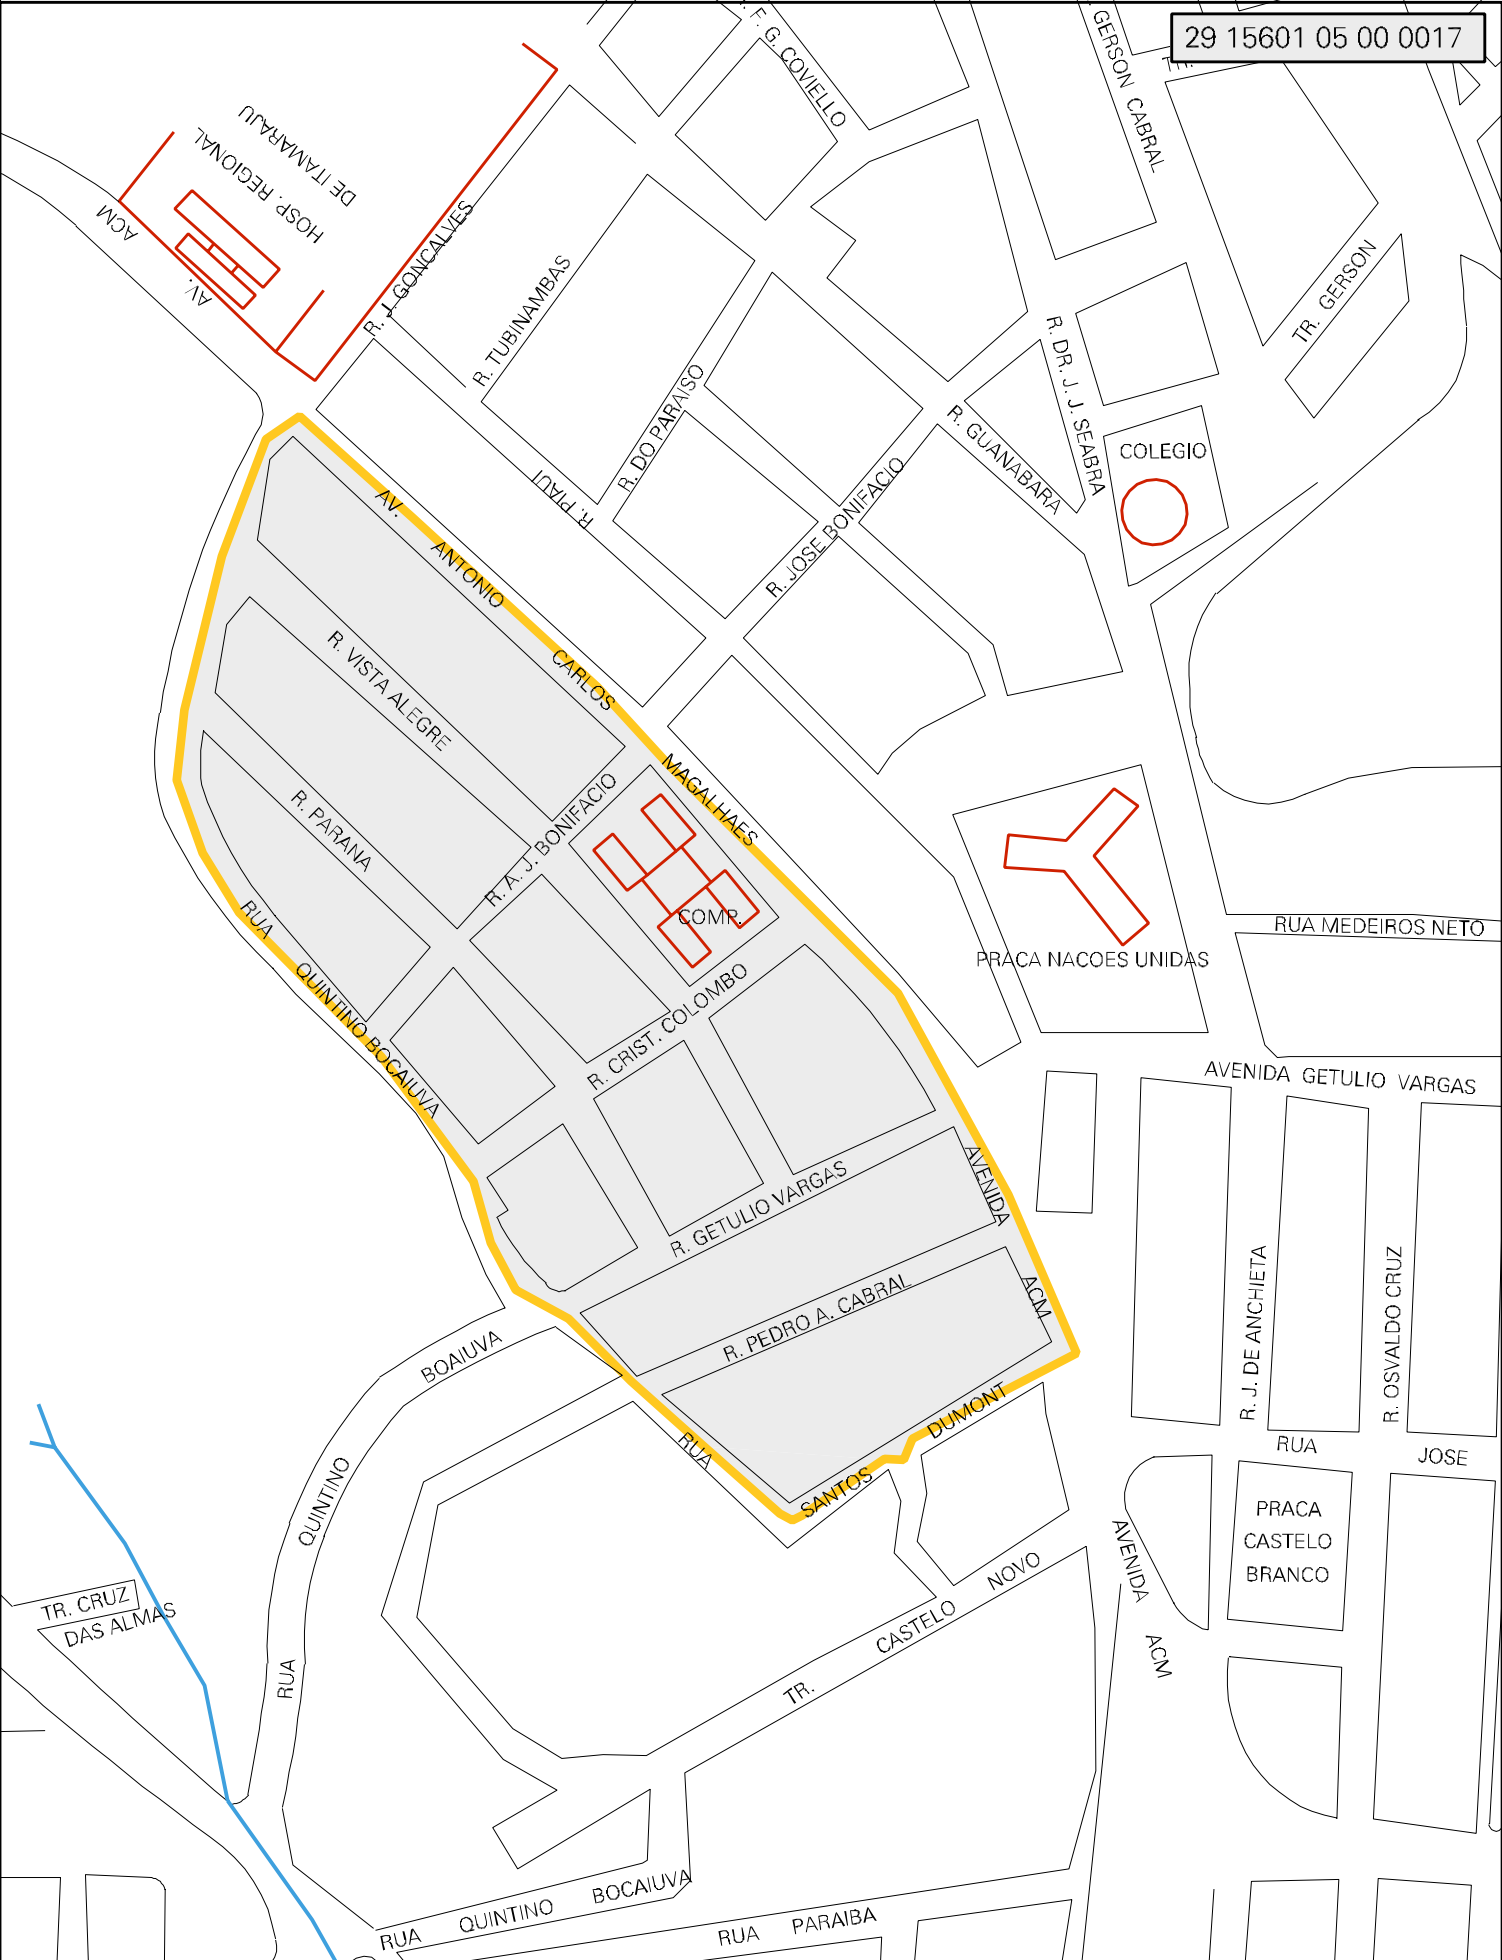 29 15601 05 00 0017
F. G. COVIELLO
GERSON CABRAL
TE.
HOSP. REGIONAL
DE ITAMARAJU
ACM
AV.
R. J. GONCALVES
R. TUBINAMBAS
R. DO PARAISO
R. PIAUI
R. JOSE BONIFACIO
R. GUANABARA
R. DR. J. J. SEABRA
TR. GERSON
COLEGIO
AV. ANTONIO CARLOS MAGALHAES
R. VISTA ALEGRE
R. PARANA
R. A. J. BONIFACIO
COMP.
RUA QUINTINO BOCAIUVA
R. CRIST. COLOMBO
PRACA NACOES UNIDAS
RUA MEDEIROS NETO
AVENIDA GETULIO VARGAS
R. GETULIO VARGAS
AVENIDA ACM
R. PEDRO A. CABRAL
R. J. DE ANCHIETA
R. OSVALDO CRUZ
RUA QUINTINO BOAIUVA
RUA SANTOS DUMONT
RUA JOSE
PRACA
CASTELO
BRANCO
AVENIDA ACM
TR. CASTELO NOVO
TR. CRUZ
DAS ALMAS
RUA QUINTINO BOCAIUVA
RUA PARAIBA